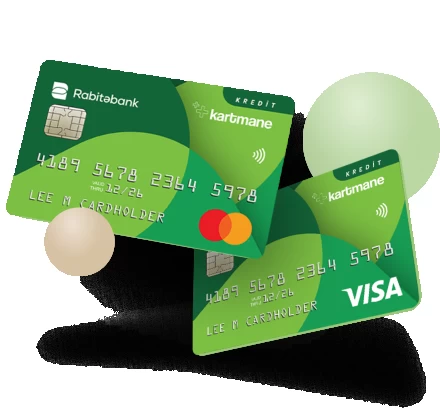 KREDİT
Rabitəbank
kartmane
4189 5678 2364 5978
12/26
LEE M CARDHOLDER
KREDİT
kartmane
4189 5678 2364 5978
12/26
LEE M CARDHOLDER
VISA